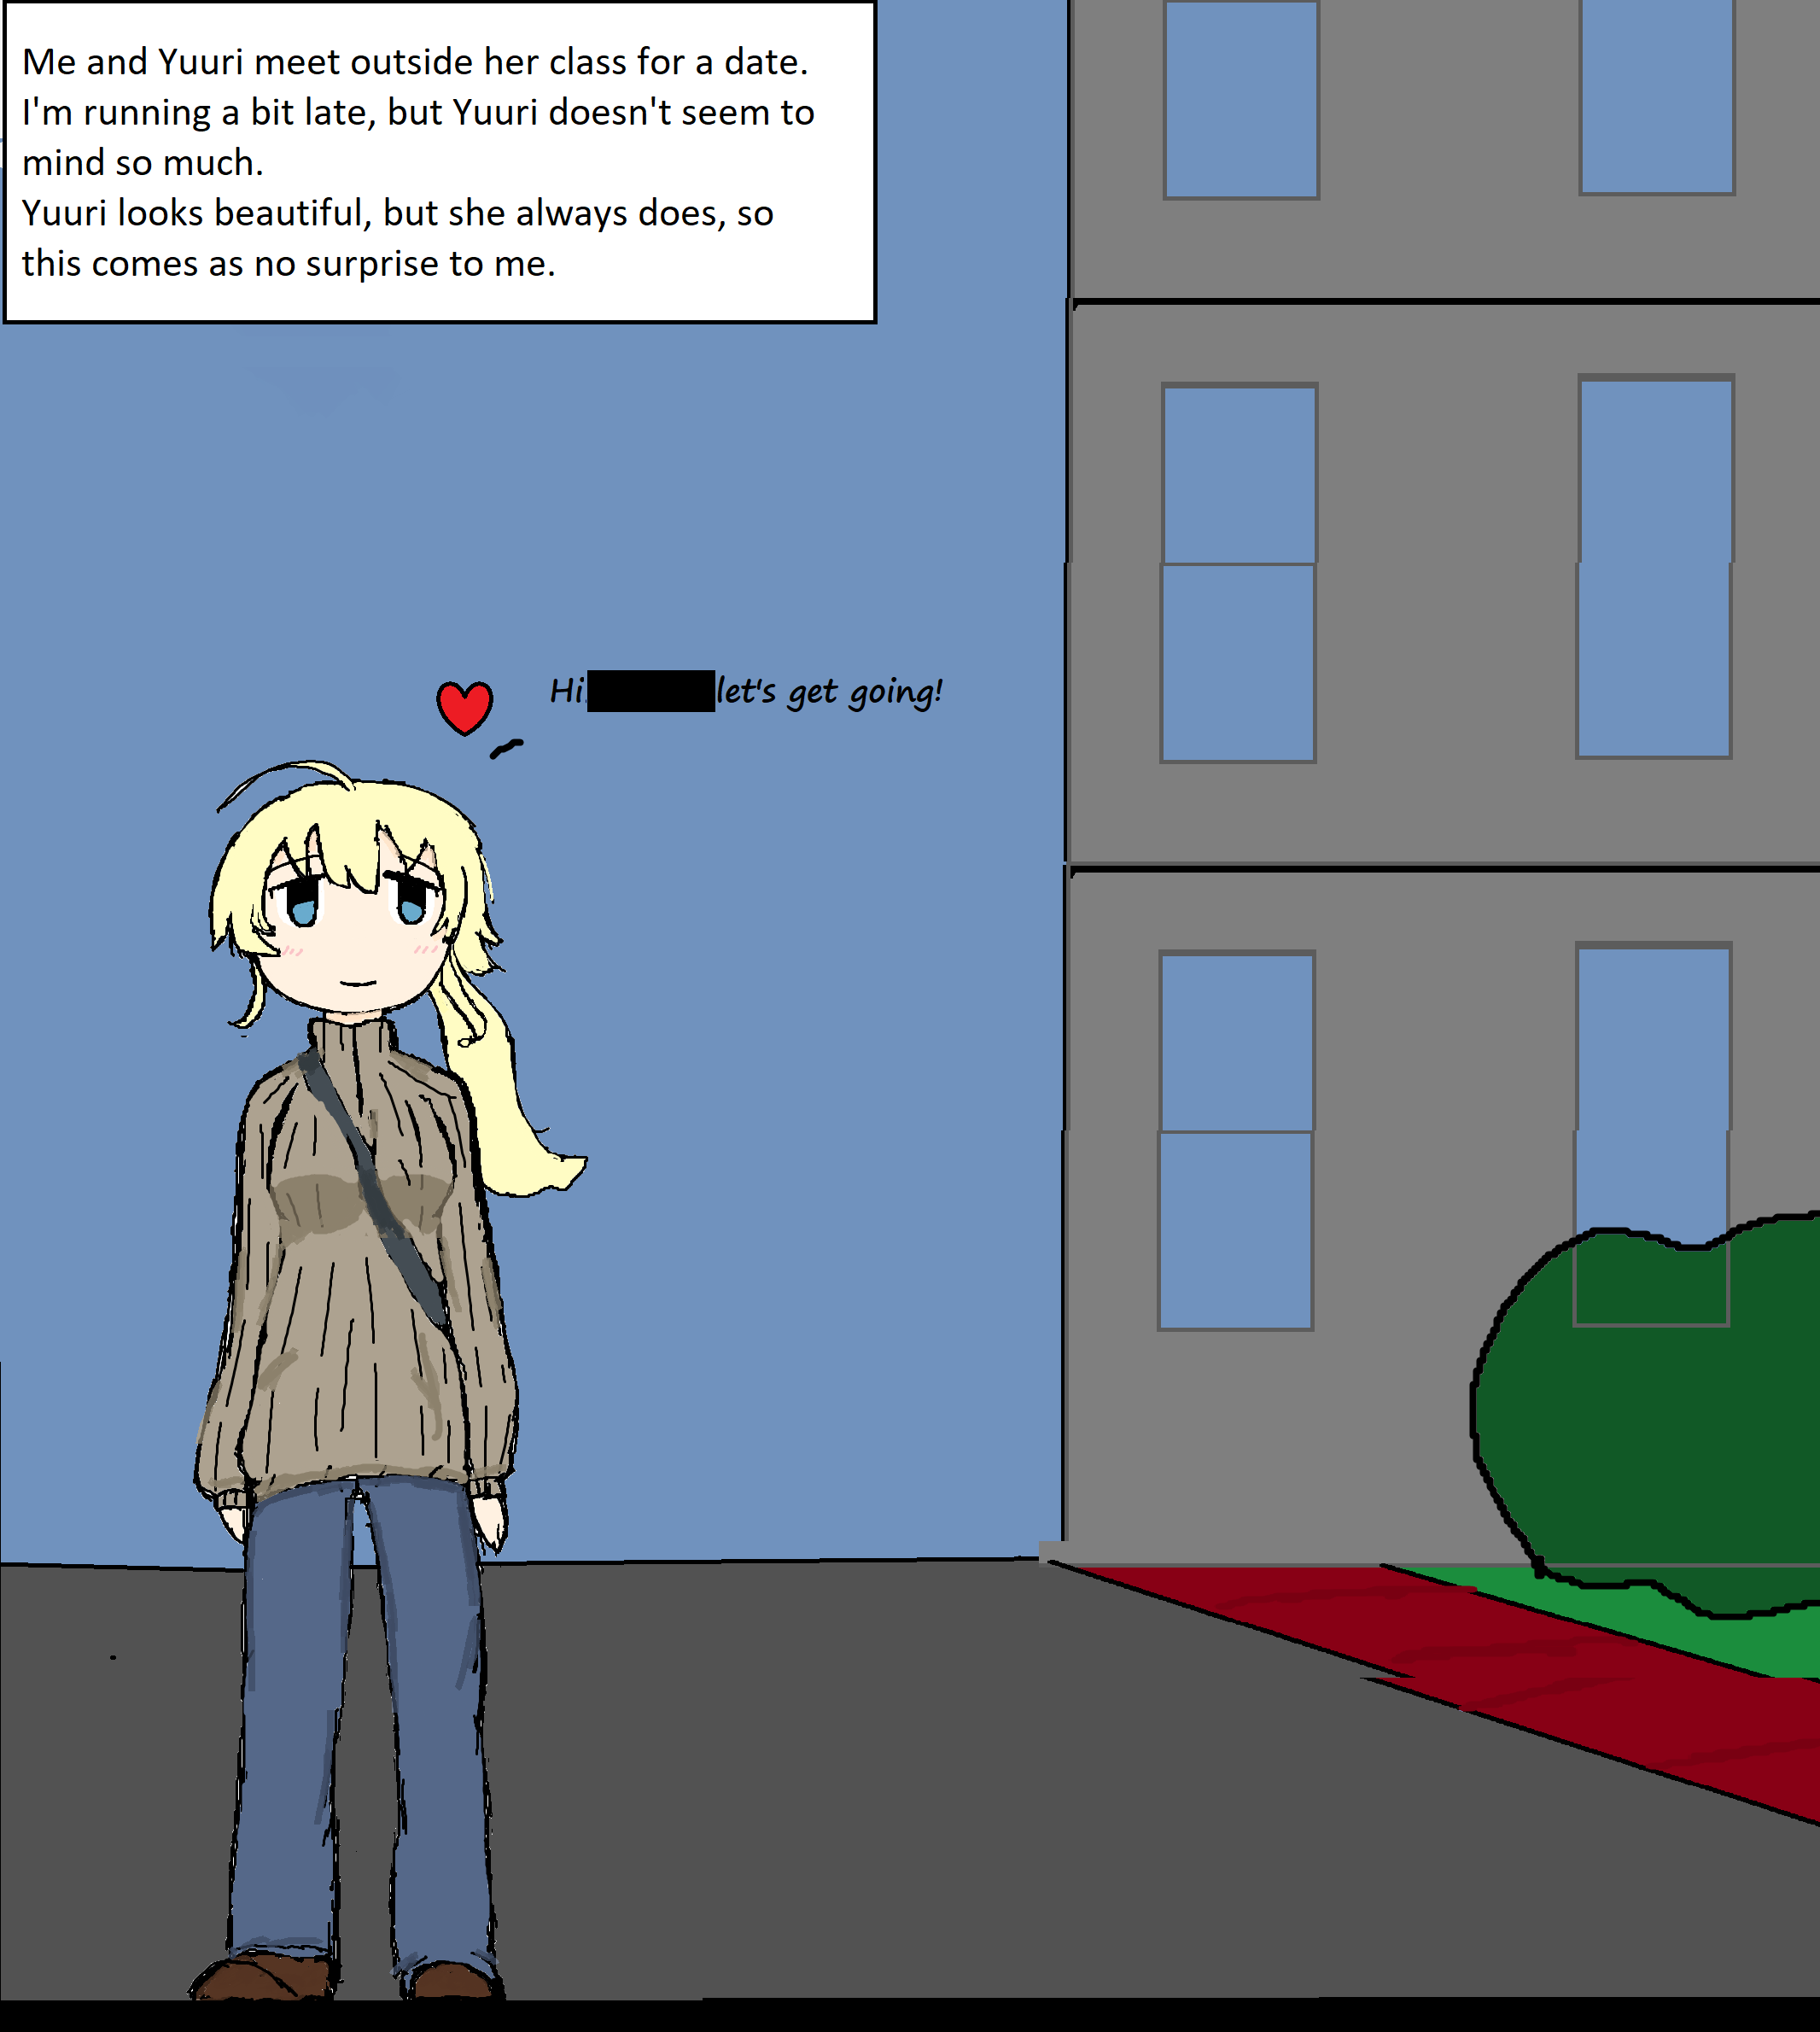 Me and Yuuri meet outside her class for a date.
I'm running a bit late, but Yuuri doesn't seem to
mind so much.
Yuuri looks beautiful, but she always does, so
this comes as no surprise to me.
Hi let's get going!